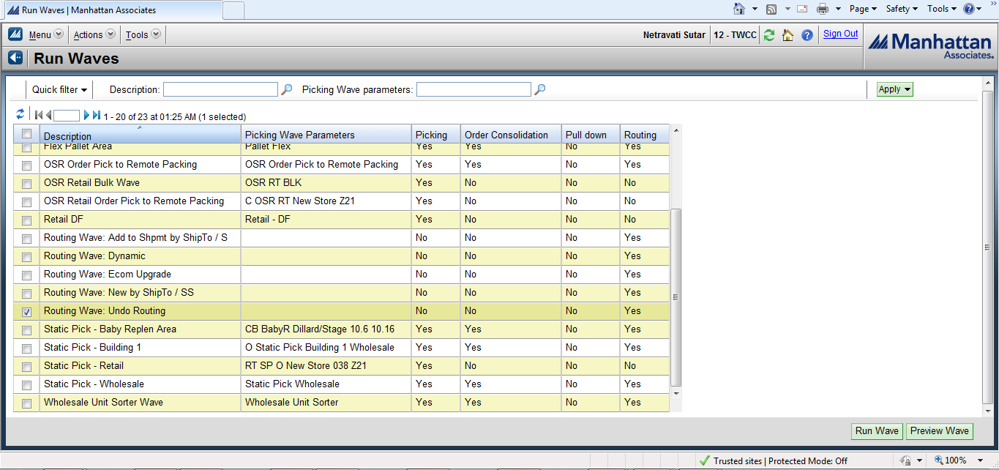 Run Waves | Manhattan Associates
Page Safety Tools
Menu Actions Tools Netravati Sutar 12 - TWCC Sign Out
Manhattan Associates.
Run Waves
Quick filter Description: Picking Wave parameters: Apply
1 - 20 of 23 at 01:25 AM (1 selected)
Description Picking Wave Parameters Picking Order Consolidation Pull down Routing
Flex Pallet Area Pallet Flex Yes Yes No Yes
OSR Order Pick to Remote Packing OSR Order Pick to Remote Packing Yes Yes No Yes
OSR Retail Bulk Wave OSR RT BLK Yes No No No
OSR Retail Order Pick to Remote Packing C OSR RT New Store Z21 Yes No No No
Retail DF Retail - DF Yes No No No
Routing Wave: Add to Shpmt by ShipTo / S No No No Yes
Routing Wave: Dynamic No No No Yes
Routing Wave: Ecom Upgrade No No No Yes
Routing Wave: New by ShipTo / SS No No No Yes
Routing Wave: Undo Routing No No No Yes
Static Pick - Baby Replen Area CB BabyR Dillard/Stage 10.6 10.16 Yes Yes No Yes
Static Pick - Building 1 O Static Pick Building 1 Wholesale Yes Yes No Yes
Static Pick - Retail RT SP O New Store 038 Z21 Yes No No No
Static Pick - Wholesale Static Pick Wholesale Yes Yes No Yes
Wholesale Unit Sorter Wave Wholesale Unit Sorter Yes Yes No Yes
Run Wave Preview Wave
Trusted sites | Protected Mode: Off 100%